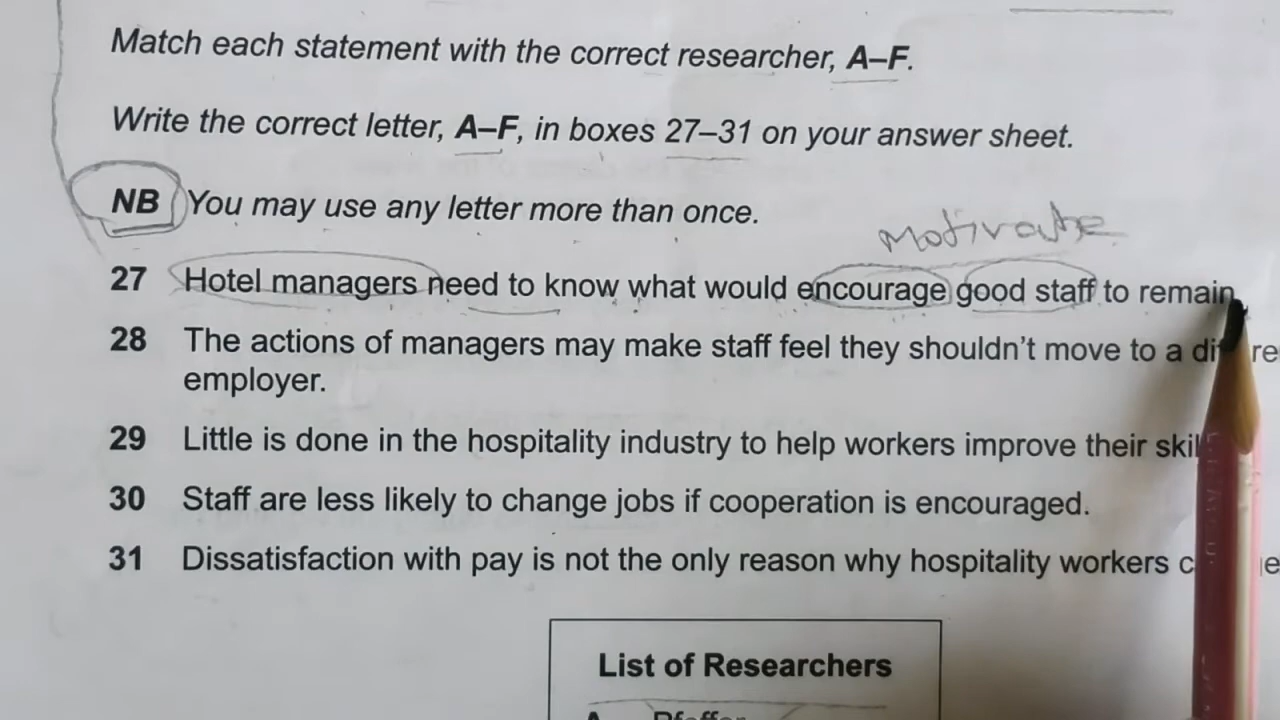 Match each statement with the correct researcher, A–F.
Write the correct letter, A–F, in boxes 27–31 on your answer sheet.
NB You may use any letter more than once.
Motivate
27 Hotel managers need to know what would encourage good staff to remain.
28 The actions of managers may make staff feel they shouldn't move to a
employer.
29 Little is done in the hospitality industry to help workers improve their
30 Staff are less likely to change jobs if cooperation is encouraged.
31 Dissatisfaction with pay is not the only reason why hospitality workers
List of Researchers
A Pfeffer